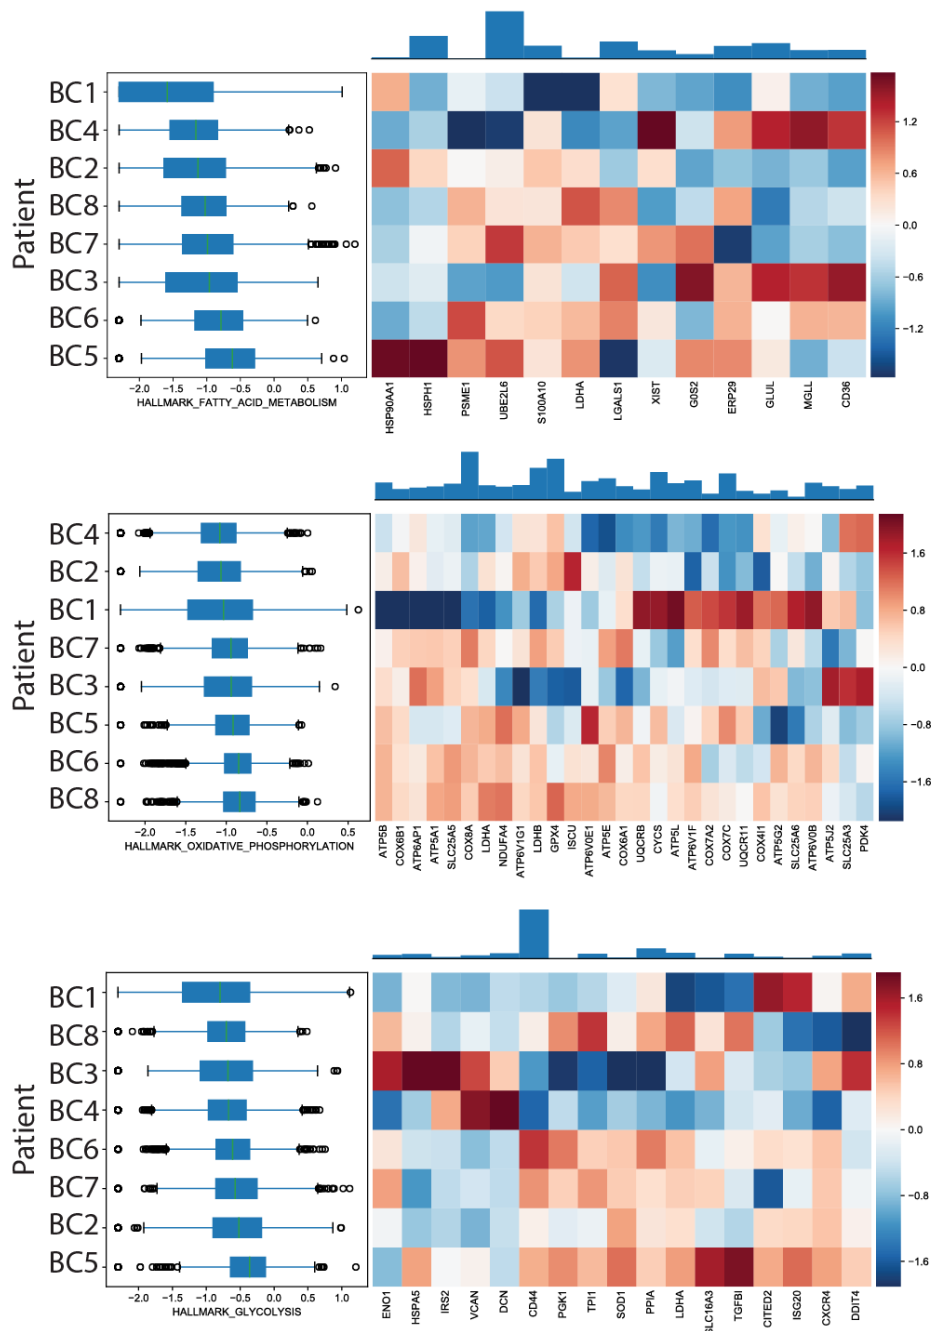 Patient
BC1
BC4
BC2
BC8
BC7
BC3
BC6
BC5
−2.0 −1.5 −1.0 −0.5 0.0 0.5 1.0
HALLMARK_FATTY_ACID_METABOLISM
HSP90AA1 HSPH1 PSME1 UBE2L6 S100A10 LDHA LGALS1 XIST G0S2 ERP29 GLUL MGLL CD36
1.2
0.6
0.0
−0.6
−1.2
Patient
BC4
BC2
BC1
BC7
BC3
BC5
BC6
BC8
−2.0 −1.5 −1.0 −0.5 0.0 0.5
HALLMARK_OXIDATIVE_PHOSPHORYLATION
ATP5B COX6B1 ATP6AP1 ATP5A1 SLC25A5 COX8A LDHA NDUFA4 ATP6V1G1 LDHB GPX4 ISCU ATP6V0E1 ATP5E COX6A1 UQCRB CYCS ATP5L ATP6V1F COX7A2 COX7C UQCR11 COX4I1 ATP5G2 SLC25A6 ATP6V0B ATP5J2 SLC25A3 PDK4
1.6
0.8
0.0
−0.8
−1.6
Patient
BC1
BC8
BC3
BC4
BC6
BC7
BC2
BC5
−2.0 −1.5 −1.0 −0.5 0.0 0.5 1.0
HALLMARK_GLYCOLYSIS
ENO1 HSPA5 IRS2 VCAN DCN CD44 PGK1 TPI1 SOD1 PPIA LDHA SLC16A3 TGFBI CITED2 ISG20 CXCR4 DDIT4
1.6
0.8
0.0
−0.8
−1.6